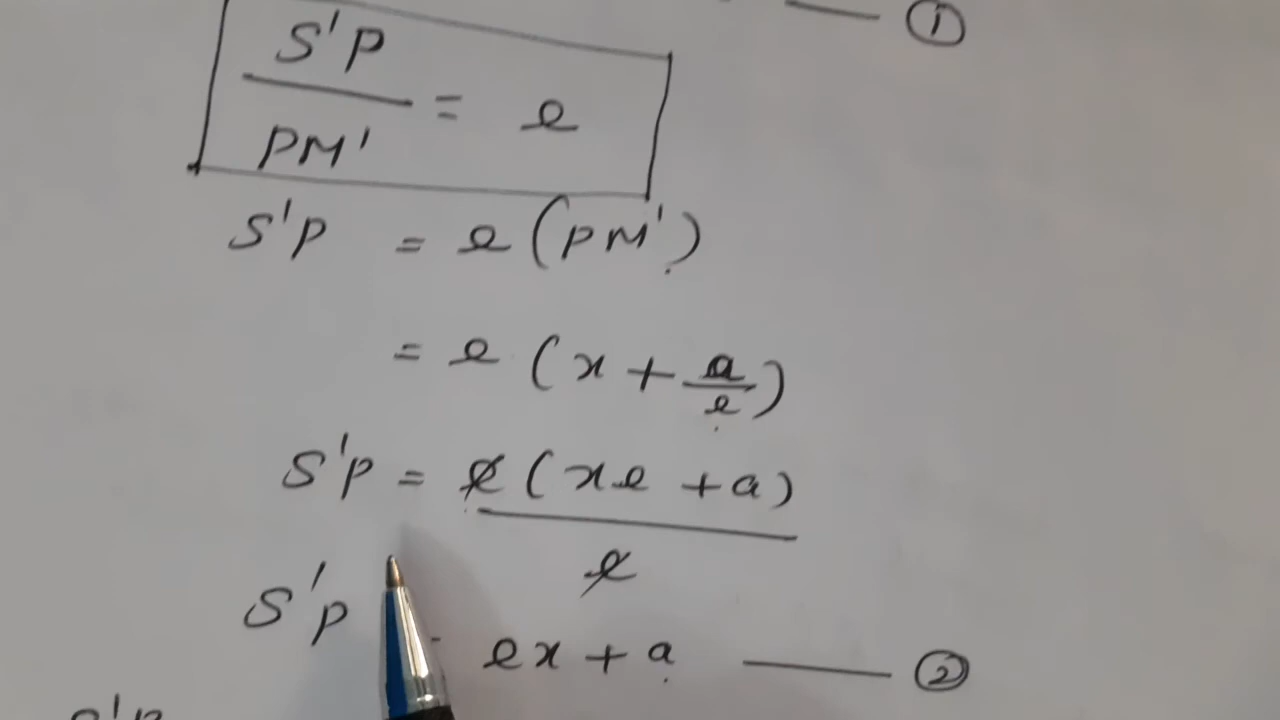 — ①
S'P / PM' = e
S'P = e (PM')
= e (x + a/e)
S'P = e (xe + a) / e
S'P = ex + a — ②
S'P